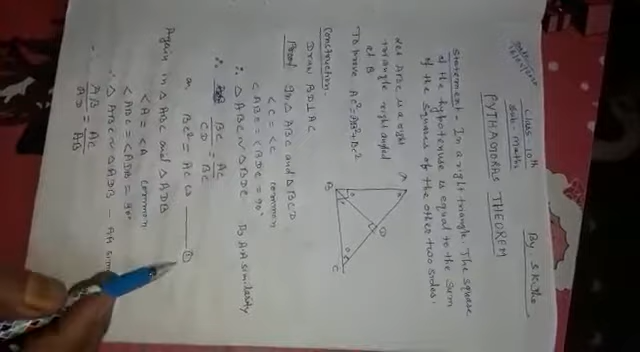 Class 10th
Sub- Maths
By S.K. Jha
PYTHAGORAS THEOREM
Statement - In a right triangle. The square
of the hypotenuse is equal to the sum
of the squares of the other two sides.
Let ABC is a right
triangle right angled
at B
To prove AC²=AB²+BC²
A
B
C
D
Construction-
Draw BD⊥AC
Proof In △ABC and △BCD
<C = <C common
<ABC = <BDC = 90°
∴ △ABC ~ △BDC By A.A similarity
∴ BC/CD = AC/BC
or, BC² = AC CD —— ①
Again in △ABC and △ADB
<A = <A common
<ABC = <ADB = 90°
∴ △ABC ~ △ADB - AA
∴ AB/AD = AC/AB